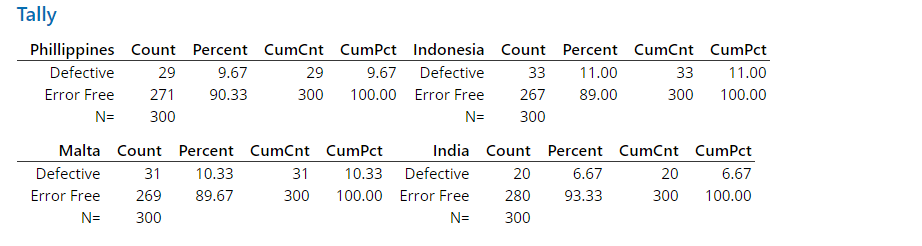 Tally
Phillippines Count Percent CumCnt CumPct Indonesia Count Percent CumCnt CumPct
Defective 29 9.67 29 9.67 Defective 33 11.00 33 11.00
Error Free 271 90.33 300 100.00 Error Free 267 89.00 300 100.00
N= 300 N= 300
Malta Count Percent CumCnt CumPct India Count Percent CumCnt CumPct
Defective 31 10.33 31 10.33 Defective 20 6.67 20 6.67
Error Free 269 89.67 300 100.00 Error Free 280 93.33 300 100.00
N= 300 N= 300